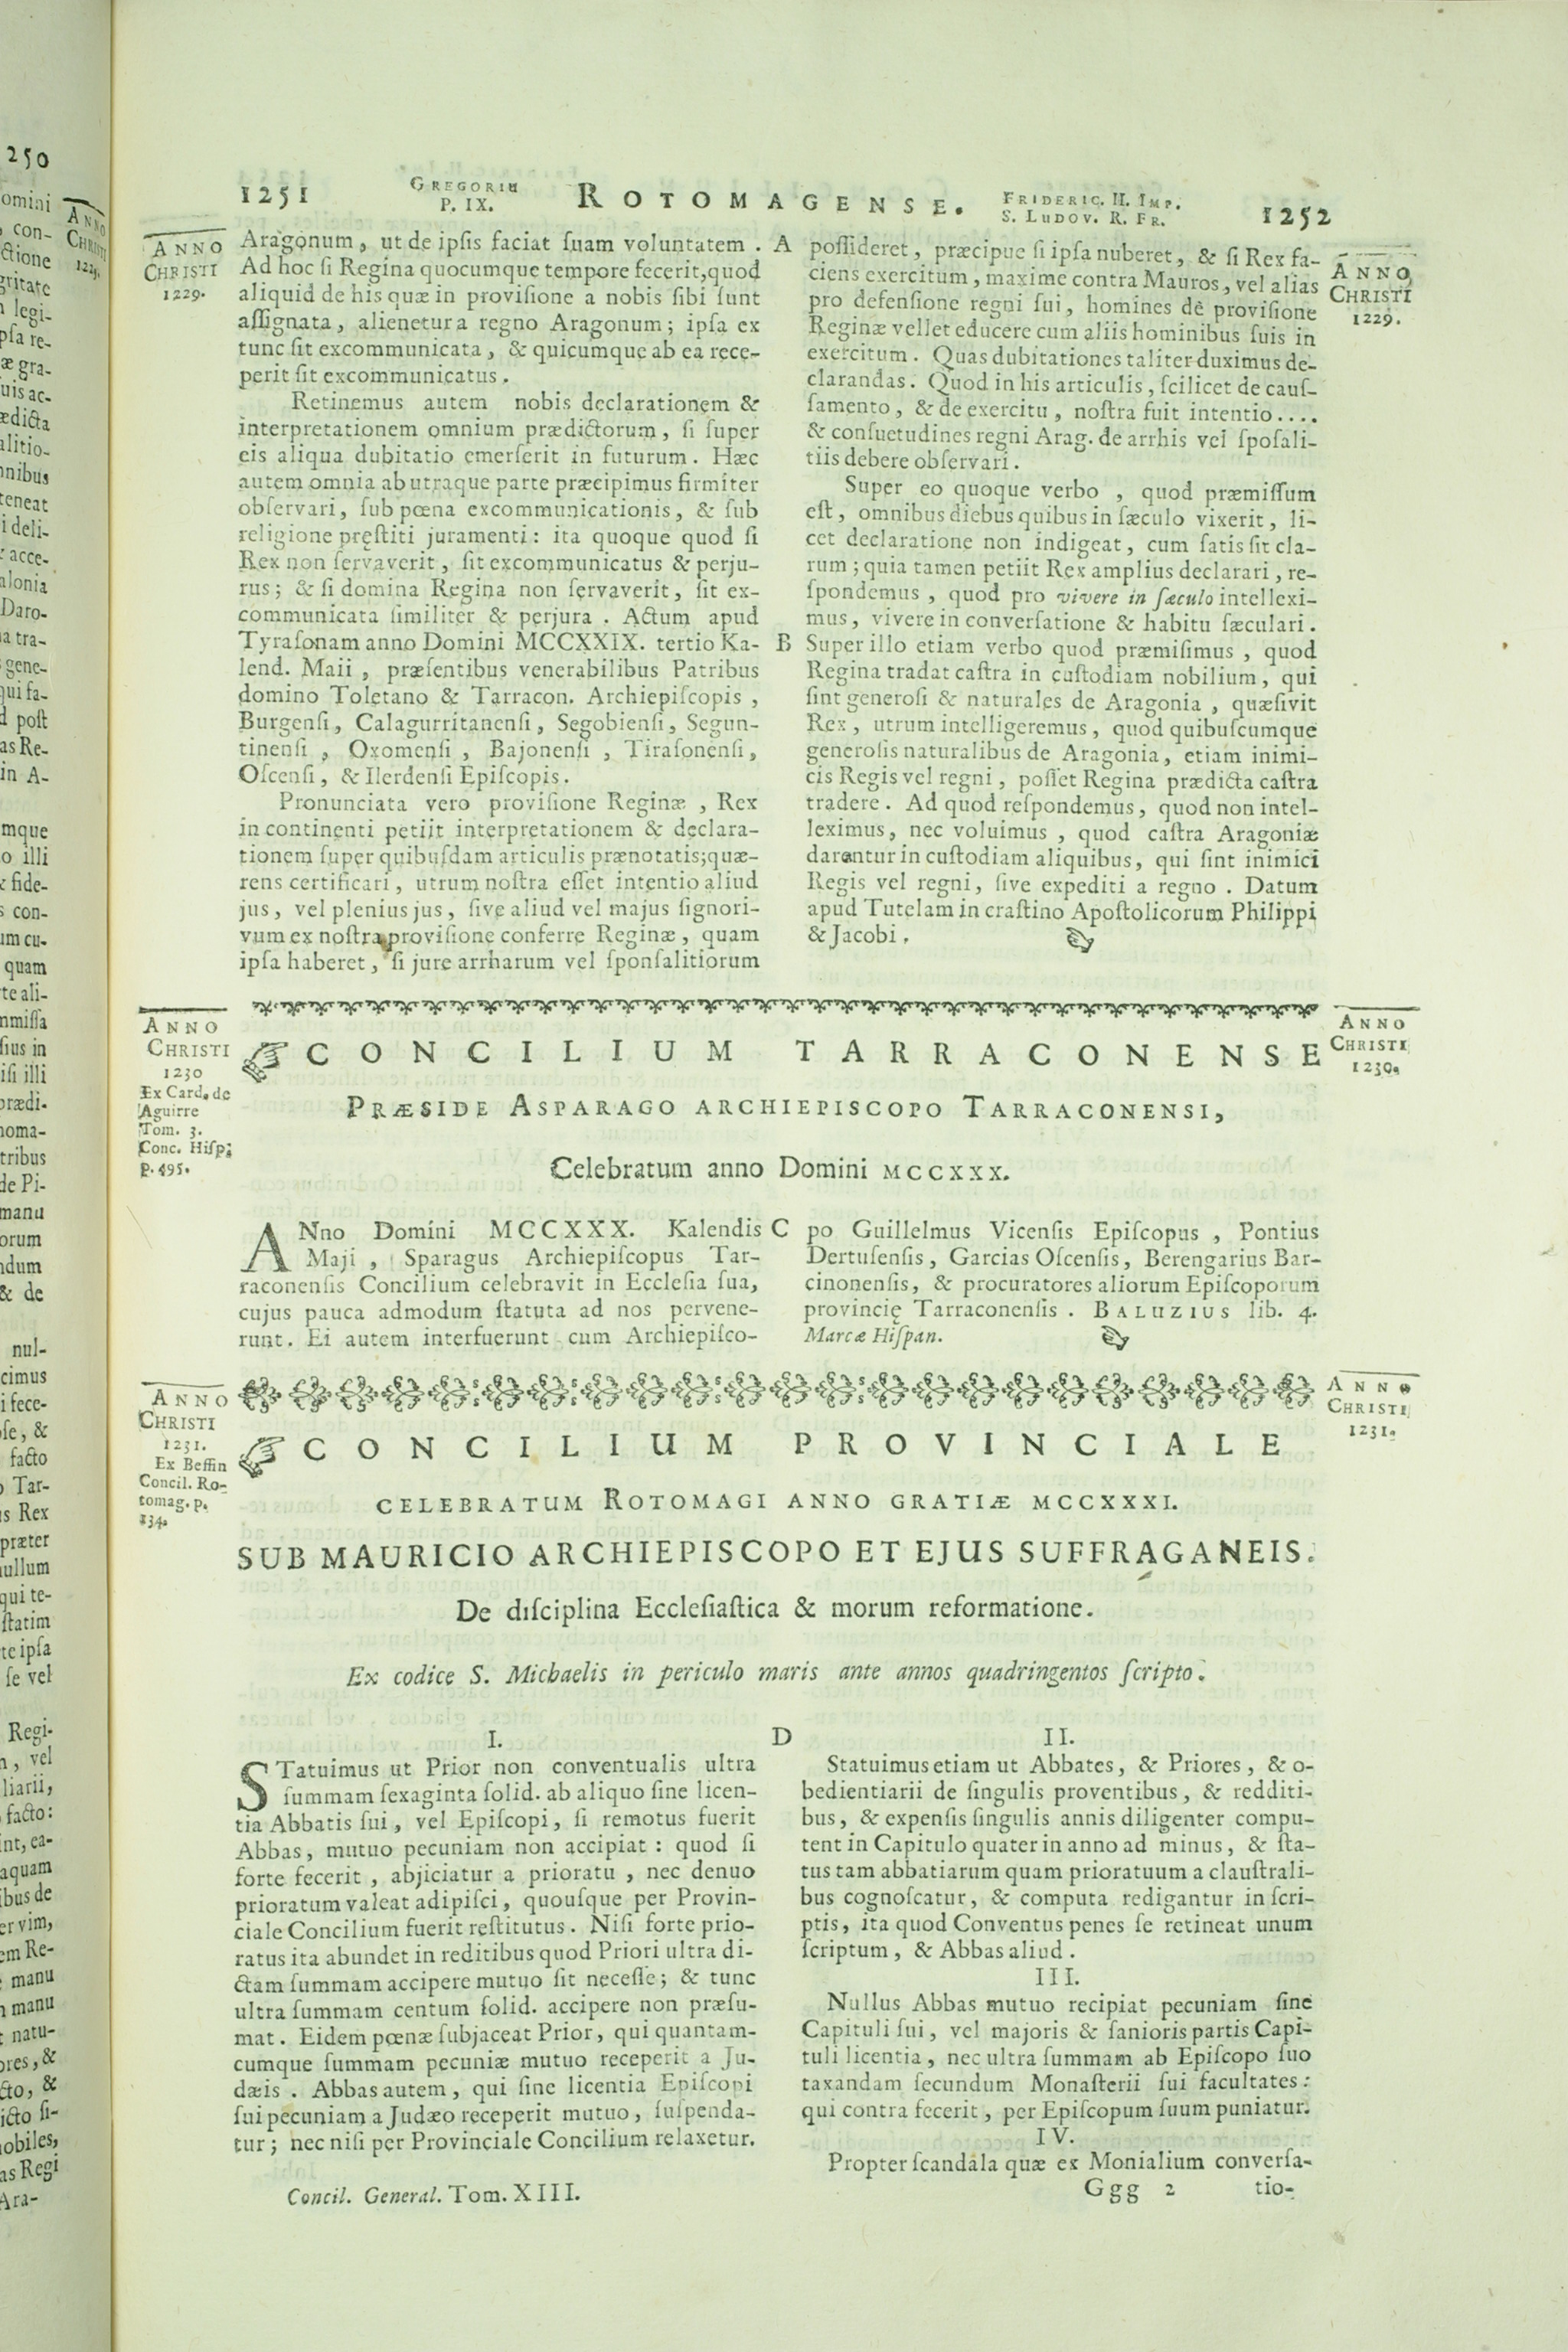 1251
GREGORII
P. IX.
ROTOMAGENSE.
FRIDERIC. II. IMP.
S. LUDOV. R. FR.
1252
ANNO
CHRISTI
1229.
Aragonum, ut de ipſis faciat ſuam voluntatem.
Ad hoc ſi Regina quocumque tempore fecerit, quod
aliquid de his quæ in proviſione a nobis ſibi ſunt
aſſignata, alienetur a regno Aragonum; ipſa ex
tunc ſit excommunicata, & quicumque ab ea rece-
perit ſit excommunicatus.
Retinemus autem nobis declarationem &
interpretationem omnium prædictorum, ſi ſuper
eis aliqua dubitatio emerſerit in futurum. Hæc
autem omnia ab utraque parte præcipimus firmiter
obſervari, ſub pœna excommunicationis, & ſub
religione pręſtiti juramenti: ita quoque quod ſi
Rex non ſervaverit, ſit excommunicatus & perju-
rus; & ſi domina Regina non ſervaverit, ſit ex-
communicata ſimiliter & perjura. Actum apud
Tyraſonam anno Domini MCCXXIX. tertio Ka-
lend. Maii, præſentibus venerabilibus Patribus
domino Toletano & Tarracon. Archiepiſcopis,
Burgenſi, Calagurritanenſi, Segobienſi, Segun-
tinenſi, Oxomenſi, Bajonenſi, Tiraſonenſi,
Oſcenſi, & Ilerdenſi Epiſcopis.
Pronunciata vero proviſione Reginæ, Rex
in continenti petiit interpretationem & declara-
tionem ſuper quibuſdam articulis prænotatis; quæ-
rens certificari, utrum noſtra eſſet intentio aliud
jus, vel plenius jus, ſive aliud vel majus ſignori-
vum ex noſtra proviſione conferre Reginæ, quam
ipſa haberet, ſi jure arrharum vel ſponſalitiorum
A
B
poſſideret, præcipue ſi ipſa nuberet, & ſi Rex fa-
ciens exercitum, maxime contra Mauros, vel alias
pro defenſione regni ſui, homines dè proviſione
Reginæ vellet educere cum aliis hominibus ſuis in
exercitum. Quas dubitationes taliter duximus de-
clarandas. Quod in his articulis, ſcilicet de cauſ-
ſamento, & de exercitu, noſtra fuit intentio....
& conſuetudines regni Arag. de arrhis vel ſpoſali-
tiis debere obſervari.
Super eo quoque verbo, quod præmiſſum
eſt, omnibus diebus quibus in ſæculo vixerit, li-
cet declaratione non indigeat, cum ſatis ſit cla-
rum; quia tamen petiit Rex amplius declarari, re-
ſpondemus, quod pro vivere in ſæculo intellexi-
mus, vivere in converſatione & habitu ſæculari.
Super illo etiam verbo quod præmiſimus, quod
Regina tradat caſtra in cuſtodiam nobilium, qui
ſint generoſi & naturales de Aragonia, quæſivit
Rex, utrum intelligeremus, quod quibuſcumque
generoſis naturalibus de Aragonia, etiam inimi-
cis Regis vel regni, poſſet Regina prædicta caſtra
tradere. Ad quod reſpondemus, quod non intel-
leximus, nec voluimus, quod caſtra Aragoniæ
darentur in cuſtodiam aliquibus, qui ſint inimici
Regis vel regni, ſive expediti a regno. Datum
apud Tutelam in craſtino Apoſtolicorum Philippi
& Jacobi.
ANNO
CHRISTI
1229.
ANNO
CHRISTI
1230
Ex Card. de
Aguirre
Tom. 3.
Conc. Hiſp.
p. 495.
CONCILIUM TARRACONENSE
PRÆSIDE ASPARAGO ARCHIEPISCOPO TARRACONENSI,
Celebratum anno Domini MCCXXX.
ANNO
CHRISTI
1230.
ANno Domini MCCXXX. Kalendis
Maji, Sparagus Archiepiſcopus Tar-
raconenſis Concilium celebravit in Eccleſia ſua,
cujus pauca admodum ſtatuta ad nos pervene-
runt. Ei autem interfuerunt cum Archiepiſco-
C
po Guillelmus Vicenſis Epiſcopus, Pontius
Dertuſenſis, Garcias Oſcenſis, Berengarius Bar-
cinonenſis, & procuratores aliorum Epiſcoporum
provincię Tarraconenſis. BALUZIUS lib. 4.
Marcæ Hiſpan.
ANNO
CHRISTI
1231.
Ex Beſſin
Concil. Ro-
tomag. p.
134.
CONCILIUM PROVINCIALE
CELEBRATUM ROTOMAGI ANNO GRATIÆ MCCXXXI.
SUB MAURICIO ARCHIEPISCOPO ET EJUS SUFFRAGANEIS.
De diſciplina Eccleſiaſtica & morum reformatione.
Ex codice S. Michaelis in periculo maris ante annos quadringentos ſcripto.
ANNO
CHRISTI
1231.
I.
STatuimus ut Prior non conventualis ultra
ſummam ſexaginta ſolid. ab aliquo ſine licen-
tia Abbatis ſui, vel Epiſcopi, ſi remotus fuerit
Abbas, mutuo pecuniam non accipiat: quod ſi
forte fecerit, abjiciatur a prioratu, nec denuo
prioratum valeat adipiſci, quouſque per Provin-
ciale Concilium fuerit reſtitutus. Niſi forte prio-
ratus ita abundet in reditibus quod Priori ultra di-
ctam ſummam accipere mutuo ſit neceſſe; & tunc
ultra ſummam centum ſolid. accipere non præſu-
mat. Eidem pœnæ ſubjaceat Prior, qui quantam-
cumque ſummam pecuniæ mutuo receperit a Ju-
dæis. Abbas autem, qui ſine licentia Epiſcopi
ſui pecuniam a Judæo receperit mutuo, ſuſpenda-
tur; nec niſi per Provinciale Concilium relaxetur.
D
II.
Statuimus etiam ut Abbates, & Priores, & o-
bedientiarii de ſingulis proventibus, & redditi-
bus, & expenſis ſingulis annis diligenter compu-
tent in Capitulo quater in anno ad minus, & ſta-
tus tam abbatiarum quam prioratuum a clauſtrali-
bus cognoſcatur, & computa redigantur in ſcri-
ptis, ita quod Conventus penes ſe retineat unum
ſcriptum, & Abbas aliud.
III.
Nullus Abbas mutuo recipiat pecuniam ſine
Capituli ſui, vel majoris & ſanioris partis Capi-
tuli licentia, nec ultra ſummam ab Epiſcopo ſuo
taxandam ſecundum Monaſterii ſui facultates:
qui contra fecerit, per Epiſcopum ſuum puniatur.
IV.
Propter ſcandala quæ ex Monialium converſa-
Concil. General. Tom. XIII.
Ggg 2
tio-